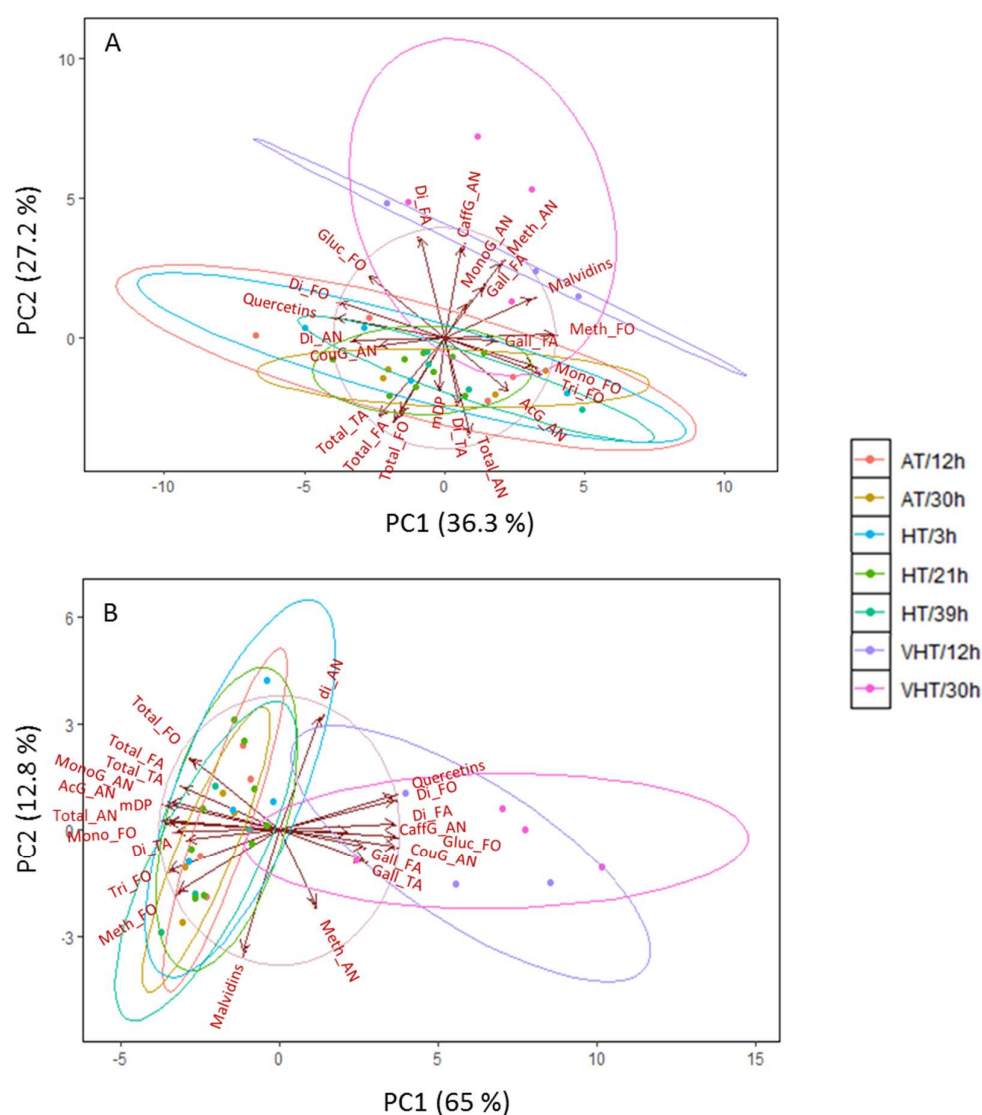 A
10
5
0
PC2 (27.2 %)
Di_FA
CaffG_AN
MonoG_AN
Meth_AN
Gall_FA
Malvidins
Gluc_FO
Di_FO
Quercetins
Di_AN
CouG_AN
Meth_FO
Gall_TA
Mono_FO
Tri_FO
AcG_AN
Total_TA
Total_FA
Total_FO
mDP
Di_TA
Total_AN
-10
-5
0
5
10
PC1 (36.3 %)
AT/12h
AT/30h
HT/3h
HT/21h
HT/39h
VHT/12h
VHT/30h
B
6
3
0
-3
PC2 (12.8 %)
di_AN
Total_FO
Total_FA
Total_TA
MonoG_AN
AcG_AN
mDP
Total_AN
Mono_FO
Di_TA
Tri_FO
Meth_FO
Malvidins
Meth_AN
Quercetins
Di_FO
Di_FA
CaffG_AN
Gluc_FO
CouG_AN
Gall_FA
Gall_TA
-5
0
5
10
15
PC1 (65 %)